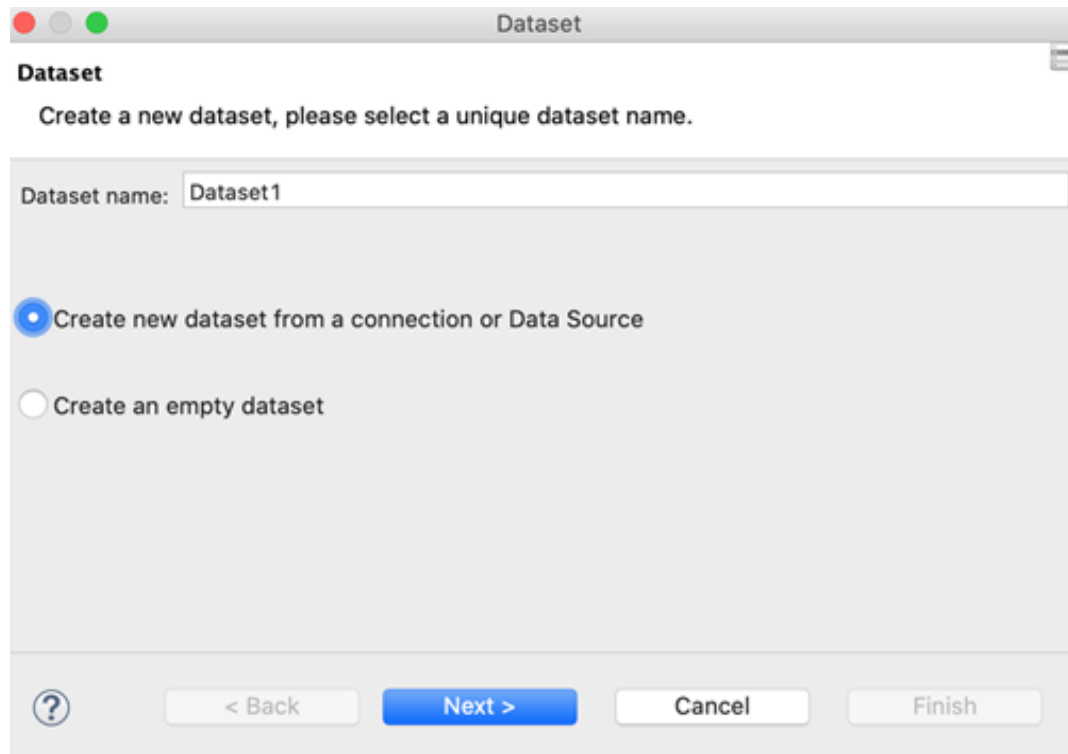 Dataset
Dataset
Create a new dataset, please select a unique dataset name.
Dataset name: Dataset1
Create new dataset from a connection or Data Source
Create an empty dataset
? < Back Next > Cancel Finish